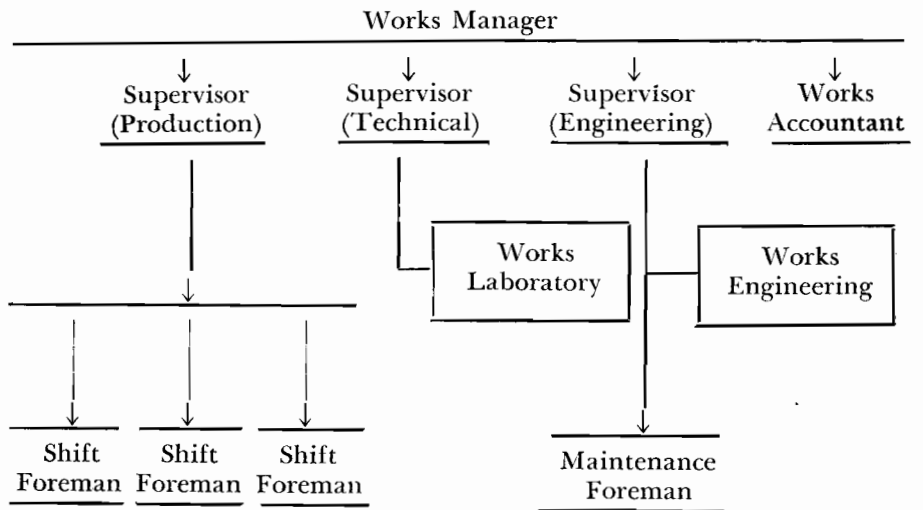 Works Manager
Supervisor
(Production)
Supervisor
(Technical)
Supervisor
(Engineering)
Works
Accountant
Works
Laboratory
Works
Engineering
Shift
Foreman
Shift
Foreman
Shift
Foreman
Maintenance
Foreman